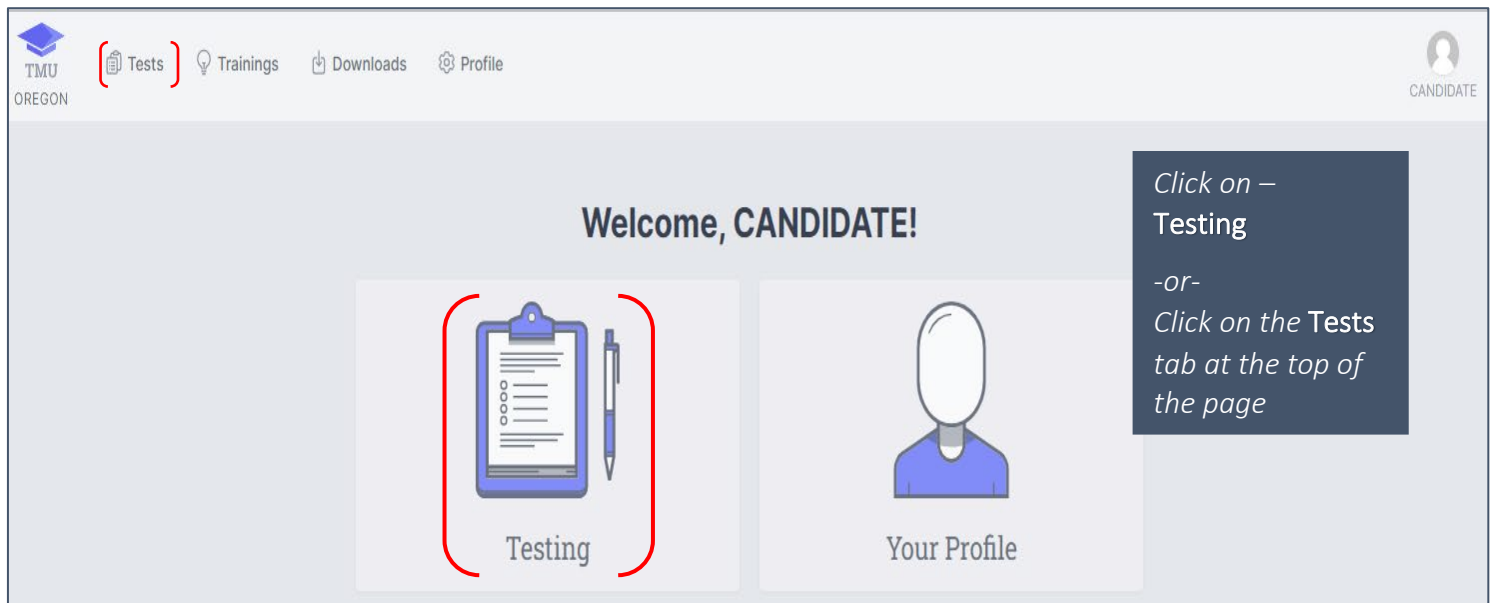 TMU
OREGON
Tests
Trainings
Downloads
Profile
CANDIDATE
Welcome, CANDIDATE!
Click on –
Testing
-or-
Click on the Tests
tab at the top of
the page
Testing
Your Profile